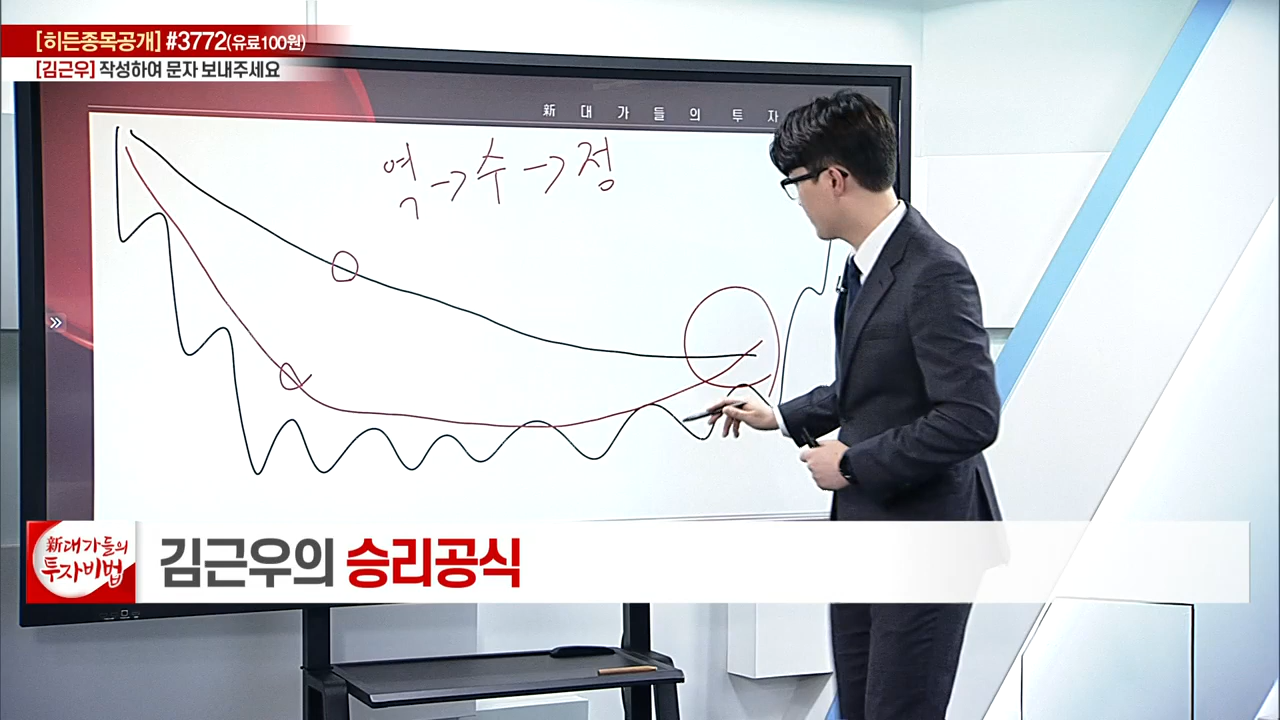 [히든종목공개] #3772(유료100원)
[김근우] 작성하여 문자 보내주세요
新 대 가 들 의 투 자
역 → 수 → 정
新대가들의
투자비법
김근우의 승리공식